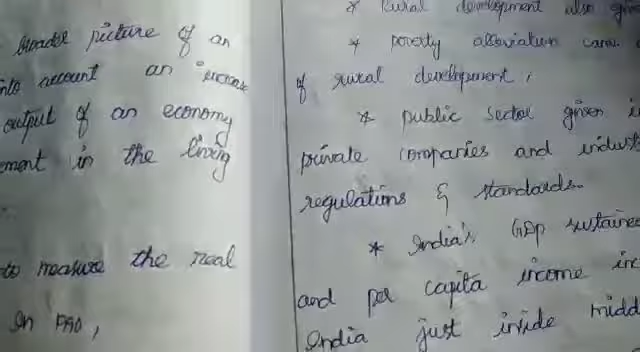 broader picture of an
into account an increase
output of an economy
ment in the living
to measure the real
In
* Rural development also given
* poverty alleviation came
of rural development,
* public sector given
private companies and indust
regulations & standards.
* India's GDP sustained
and per capita income inc
India just inside midd